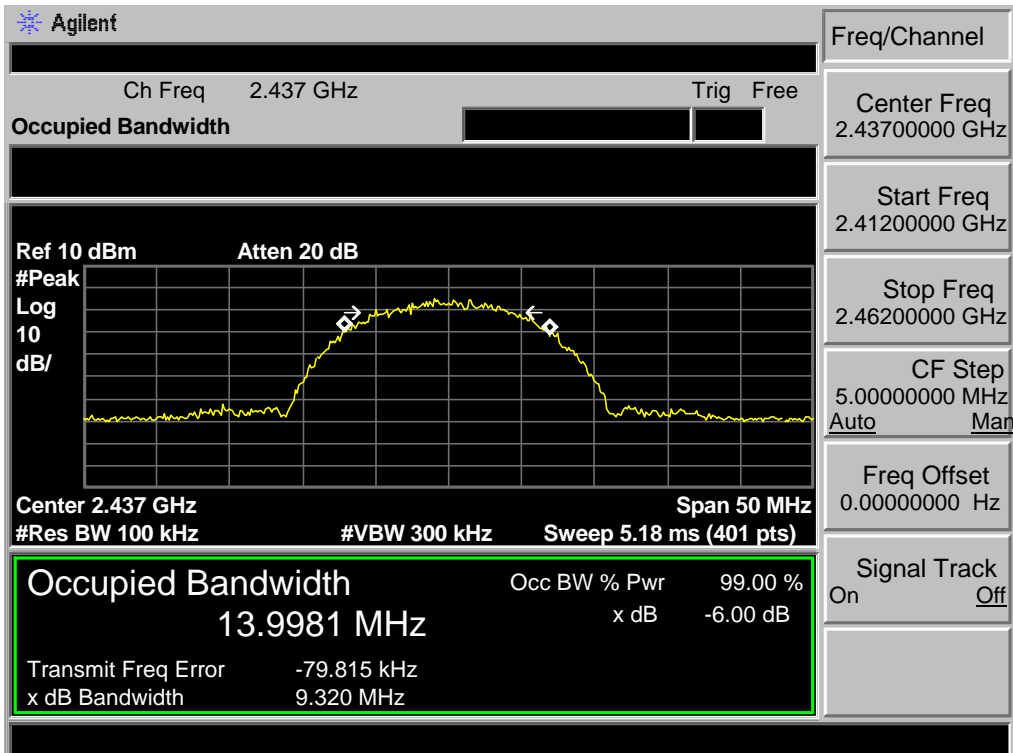 Agilent
Freq/Channel
Ch Freq 2.437 GHz Trig Free
Occupied Bandwidth
Center Freq
2.43700000 GHz
Start Freq
2.41200000 GHz
Ref 10 dBm Atten 20 dB
#Peak
Log
10
dB/
Stop Freq
2.46200000 GHz
CF Step
5.00000000 MHz
Auto Man
Freq Offset
0.00000000 Hz
Center 2.437 GHz Span 50 MHz
#Res BW 100 kHz #VBW 300 kHz Sweep 5.18 ms (401 pts)
Signal Track
On Off
Occupied Bandwidth Occ BW % Pwr 99.00 %
13.9981 MHz x dB -6.00 dB
Transmit Freq Error -79.815 kHz
x dB Bandwidth 9.320 MHz